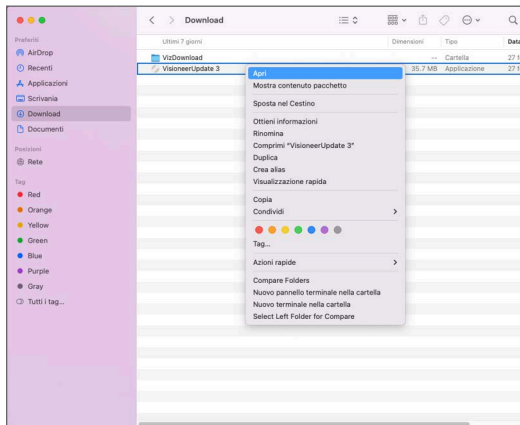 Download
Preferiti
AirDrop
Recenti
Applicazioni
Scrivania
Download
Documenti
Posizioni
Rete
Tag
Red
Orange
Yellow
Green
Blue
Purple
Gray
Tutti i tag...
Ultimi 7 giorni Dimensioni Tipo Data
VizDownload -- Cartella 27 f
VisioneerUpdate 3 35.7 MB Applicazione 27 f
Apri
Mostra contenuto pacchetto
Sposta nel Cestino
Ottieni informazioni
Rinomina
Comprimi "VisioneerUpdate 3"
Duplica
Crea alias
Visualizzazione rapida
Copia
Condividi
Tag...
Azioni rapide
Compare Folders
Nuovo pannello terminale nella cartella
Nuovo terminale nella cartella
Select Left Folder for Compare